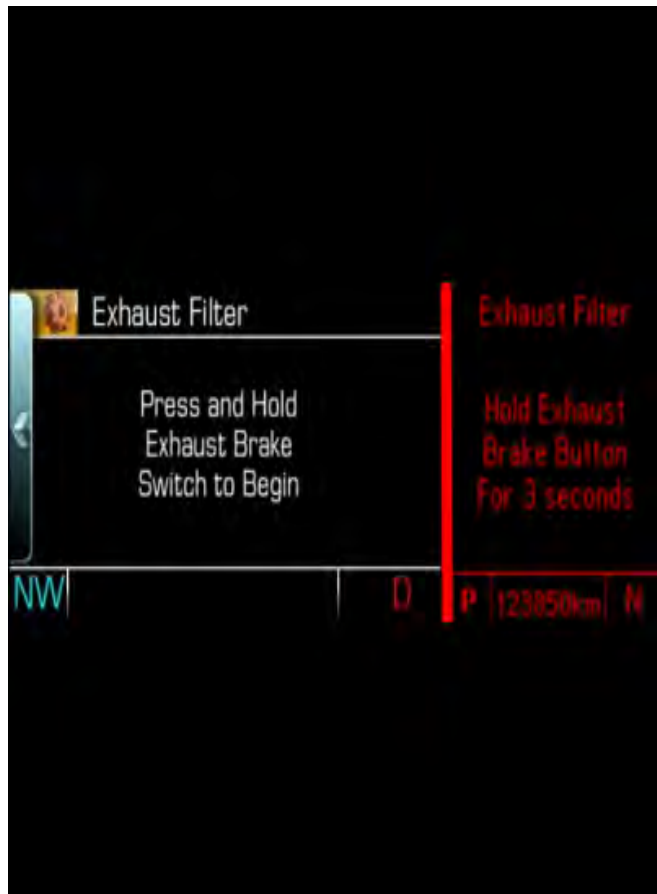 Exhaust Filter
Press and Hold
Exhaust Brake
Switch to Begin
NW
D
Exhaust Filter
Hold Exhaust
Brake Button
For 3 seconds
P 123850km N